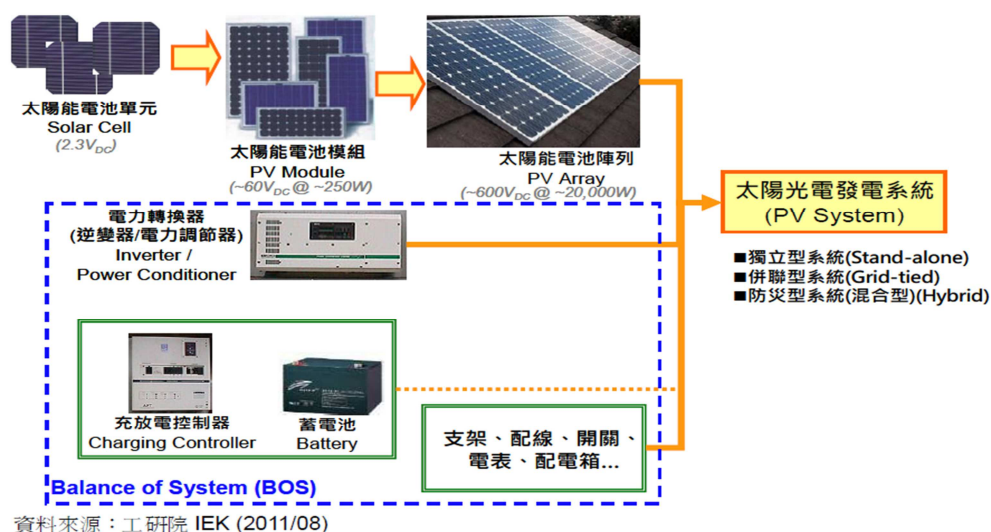 太陽能電池單元
Solar Cell
(2.3VDC)
太陽能電池模組
PV Module
(~60VDC@ ~250W)
太陽能電池陣列
PV Array
(~600VDC@ ~20,000W)
太陽光電發電系統
(PV System)
■獨立型系統(Stand-alone)
■併聯型系統(Grid-tied)
■防災型系統(混合型)(Hybrid)
電力轉換器
(逆變器/電力調節器)
Inverter /
Power Conditioner
充放電控制器
Charging Controller
蓄電池
Battery
支架、配線、開關、
電表、配電箱...
Balance of System (BOS)
資料來源：工研院 IEK (2011/08)